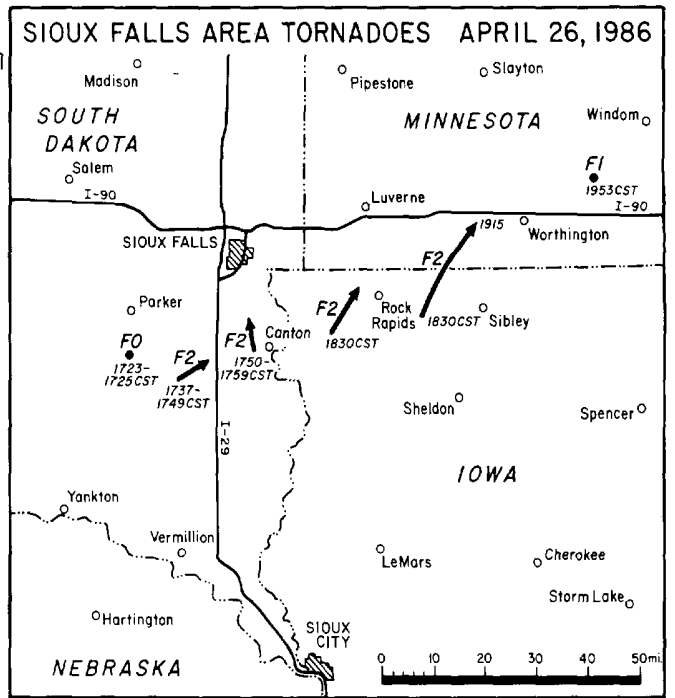 SIOUX FALLS AREA TORNADOES APRIL 26, 1986
Madison
Pipestone
Slayton
SOUTH
DAKOTA
MINNESOTA
Windom
Salem
F1
1953CST
I-90
Luverne
I-90
1915
Worthington
SIOUX FALLS
F2
Parker
Rock
Rapids
F2
1830CST
1830CST
Sibley
F0
1723-
1725CST
F2
1737-
1749CST
F2
Canton
1750-
1759CST
Sheldon
Spencer
I-29
IOWA
Yankton
Vermillion
LeMars
Cherokee
Storm Lake
Hartington
SIOUX
CITY
NEBRASKA
0 10 20 30 40 50 mi.